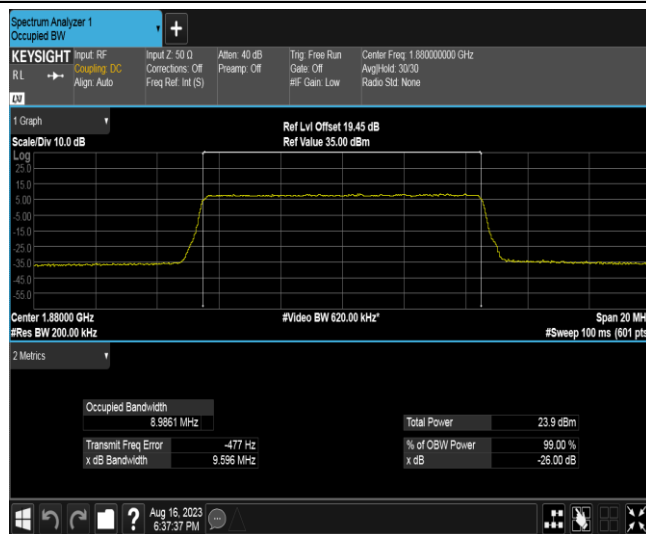 Spectrum Analyzer 1
Occupied BW
+
KEYSIGHT Input: RF Input Z: 50 Ω Atten: 40 dB Trig: Free Run Center Freq: 1.880000000 GHz
RL Coupling: DC Corrections: Off Preamp: Off Gate: Off Avg|Hold: 30/30
Align: Auto Freq Ref: Int (S) #IF Gain: Low Radio Std: None
LXI
1 Graph Ref Lvl Offset 19.45 dB
Scale/Div 10.0 dB Ref Value 35.00 dBm
Log
25.0
15.0
5.00
-5.00
-15.0
-25.0
-35.0
-45.0
-55.0
Center 1.88000 GHz #Video BW 620.00 kHz* Span 20 MH
#Res BW 200.00 kHz #Sweep 100 ms (601 pts
2 Metrics
Occupied Bandwidth
8.9861 MHz Total Power 23.9 dBm
Transmit Freq Error -477 Hz % of OBW Power 99.00 %
x dB Bandwidth 9.596 MHz x dB -26.00 dB
? Aug 16, 2023
6:37:37 PM